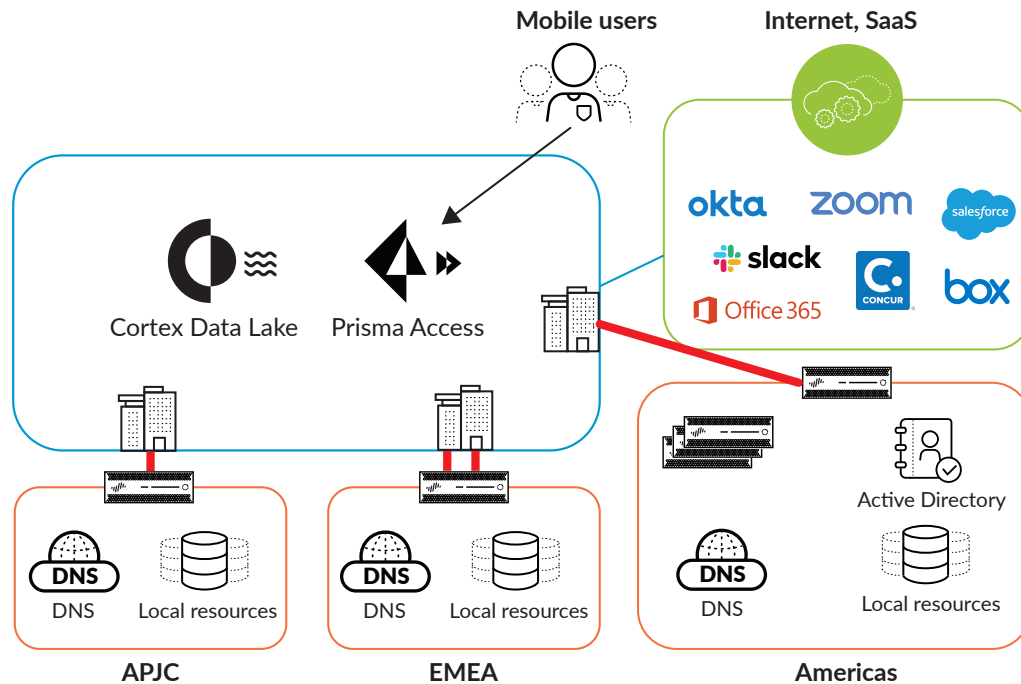 Mobile users
Internet, SaaS
okta
zoom
salesforce
slack
C.
CONCUR
box
Office 365
Cortex Data Lake
Prisma Access
Active Directory
DNS
DNS
Local resources
DNS
DNS
Local resources
DNS
DNS
Local resources
APJC
EMEA
Americas